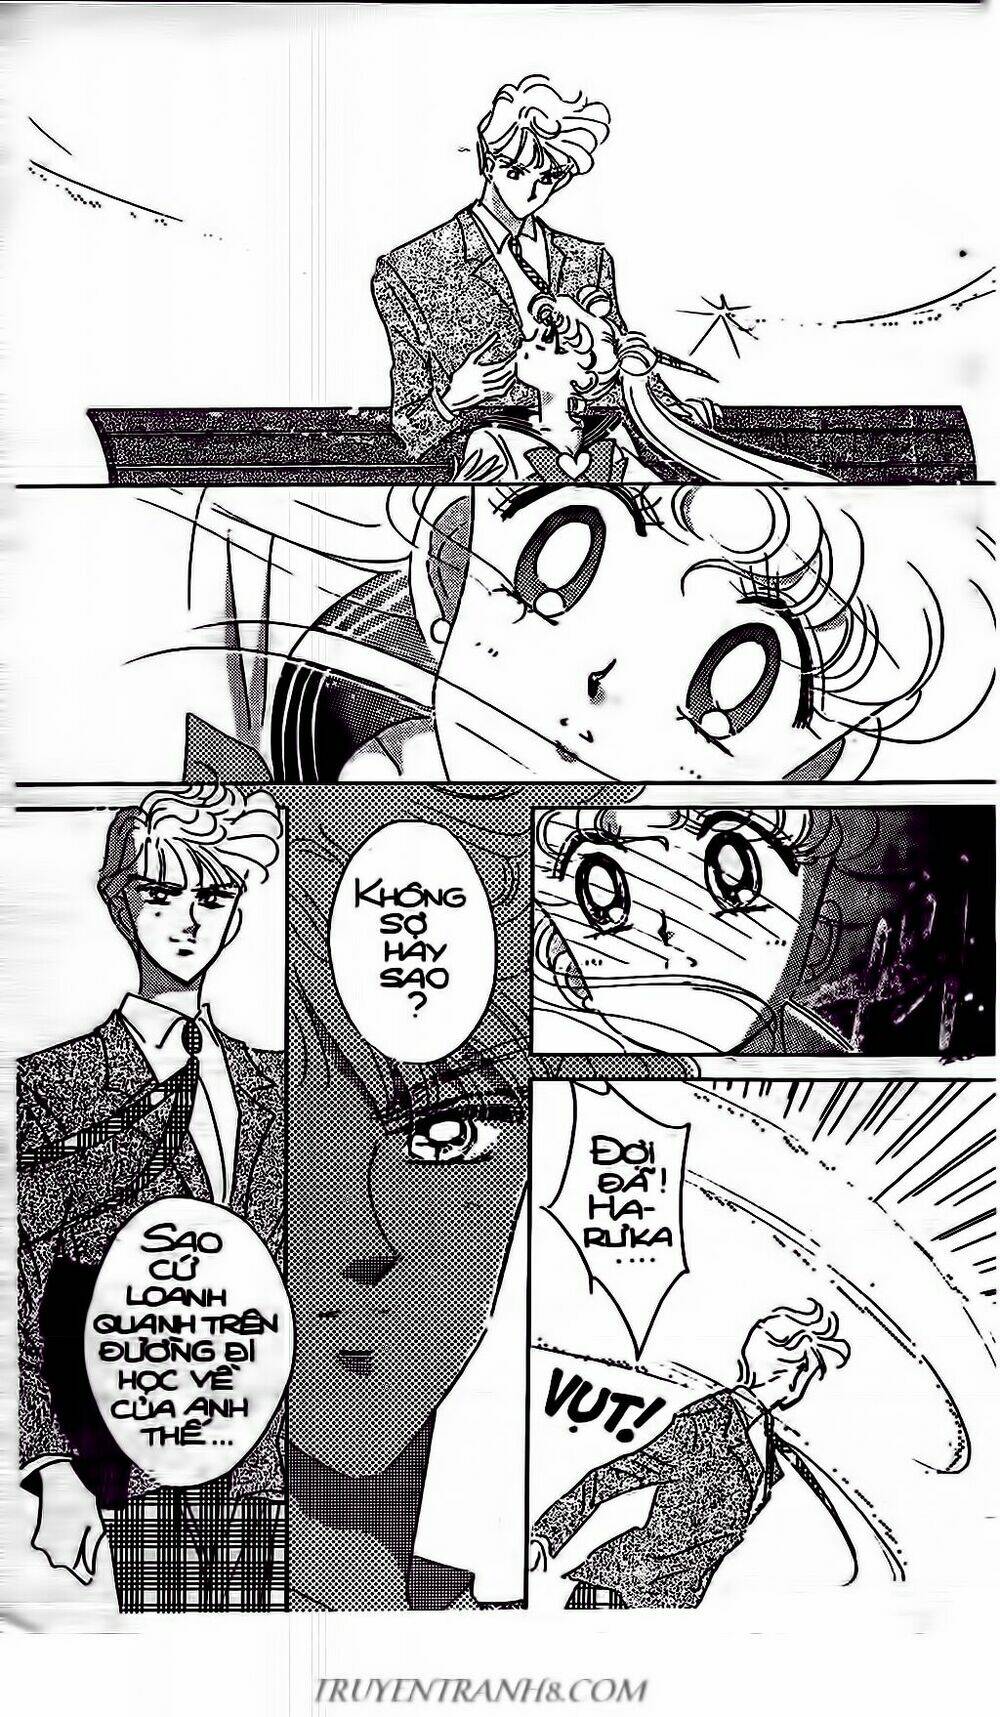 KHÔNG
SỢ
HAY
SAO
?
SAO
CỨ
LOANH
QUANH TRÊN
ĐƯỜNG ĐI
HỌC VỀ
CỦA ANH
THẾ...
ĐỢI
ĐÃ!
HA-
RƯKA
....
VỤT!
TRUYENTRANH8.COM